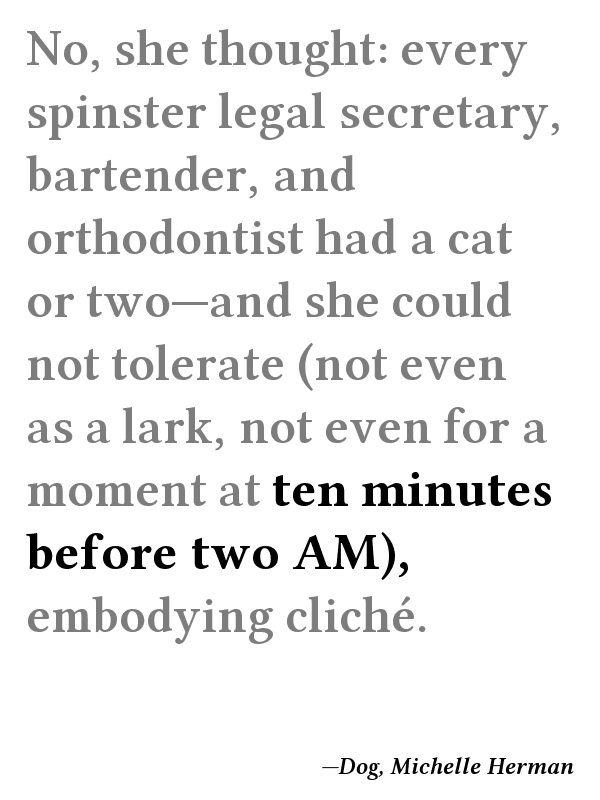 No, she thought: every
spinster legal secretary,
bartender, and
orthodontist had a cat
or two—and she could
not tolerate (not even
as a lark, not even for a
moment at ten minutes
before two AM),
embodying cliché.
—Dog, Michelle Herman